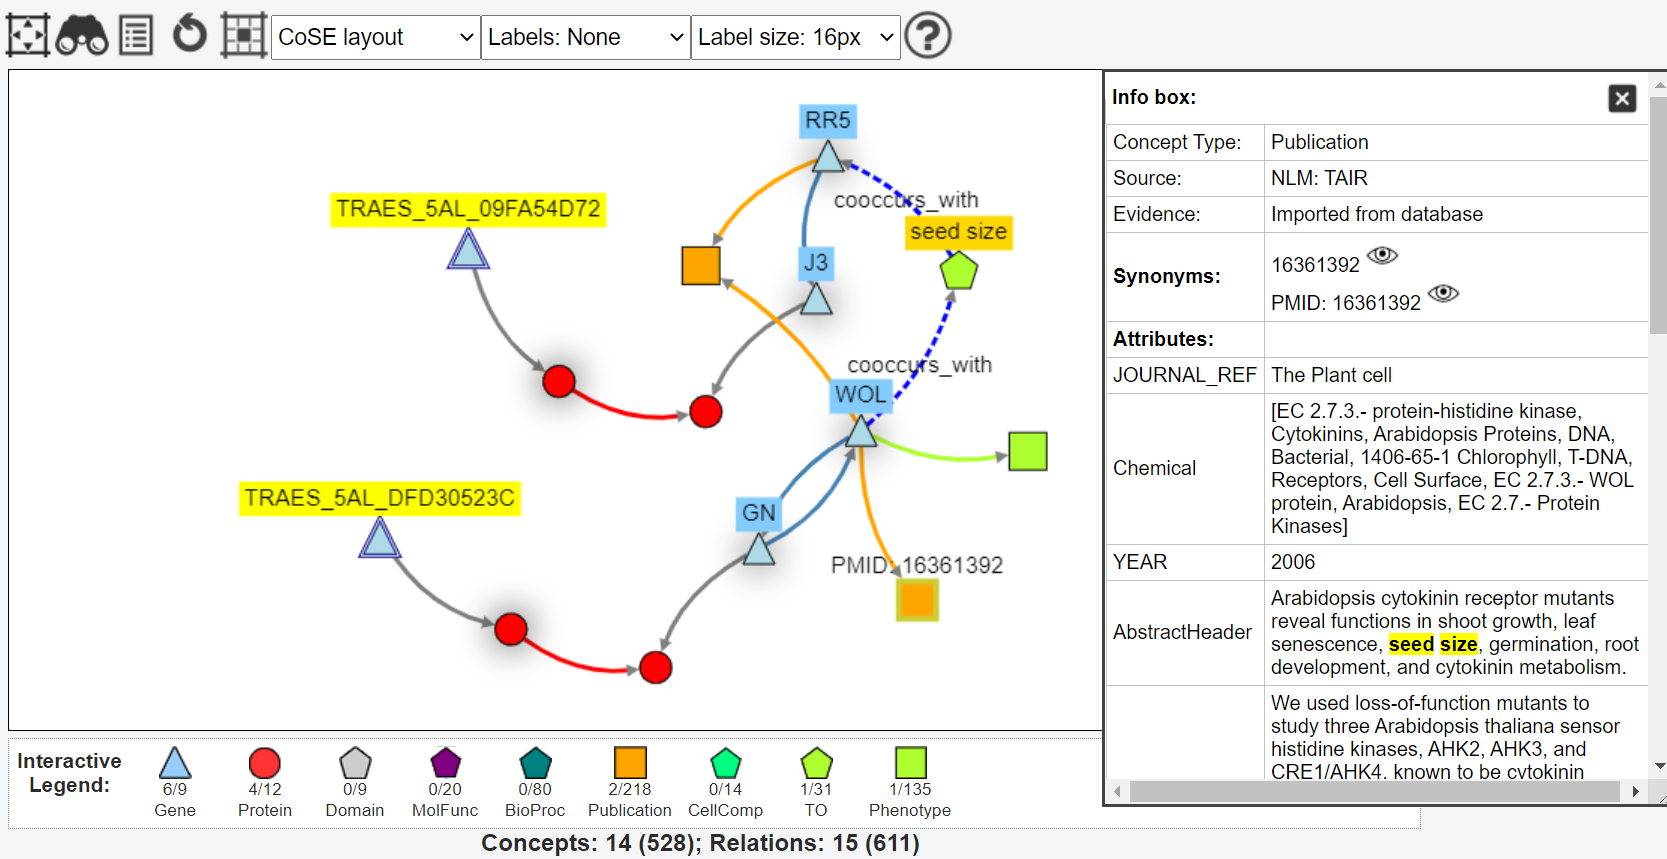 CoSE layout
Labels: None
Label size: 16px
?
RR5
cooccurs_with
TRAES_5AL_09FA54D72
seed size
J3
cooccurs_with
WOL
TRAES_5AL_DFD30523C
GN
PMID: 16361392
Info box:
Concept Type: Publication
Source: NLM: TAIR
Evidence: Imported from database
Synonyms:
16361392
PMID: 16361392
Attributes:
JOURNAL_REF The Plant cell
Chemical
[EC 2.7.3.- protein-histidine kinase,
Cytokinins, Arabidopsis Proteins, DNA,
Bacterial, 1406-65-1 Chlorophyll, T-DNA,
Receptors, Cell Surface, EC 2.7.3.- WOL
protein, Arabidopsis, EC 2.7.- Protein
Kinases]
YEAR 2006
AbstractHeader
Arabidopsis cytokinin receptor mutants
reveal functions in shoot growth, leaf
senescence, seed size, germination, root
development, and cytokinin metabolism.
We used loss-of-function mutants to
study three Arabidopsis thaliana sensor
histidine kinases, AHK2, AHK3, and
CRE1/AHK4, known to be cytokinin
Interactive
Legend:
6/9 4/12 0/9 0/20 0/80 2/218 0/14 1/31 1/135
Gene Protein Domain MolFunc BioProc Publication CellComp TO Phenotype
Concepts: 14 (528); Relations: 15 (611)